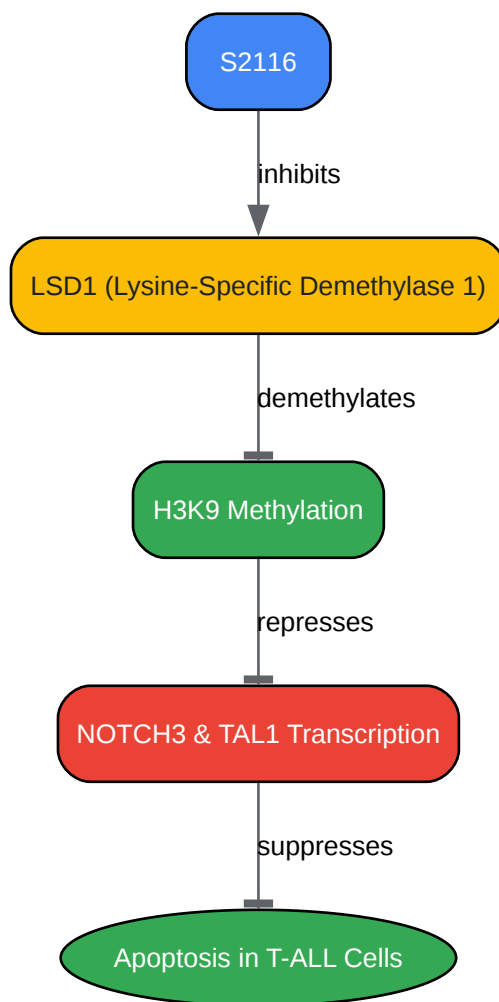 S2116
inhibits
LSD1 (Lysine-Specific Demethylase 1)
demethylates
H3K9 Methylation
represses
NOTCH3 & TAL1 Transcription
suppresses
Apoptosis in T-ALL Cells